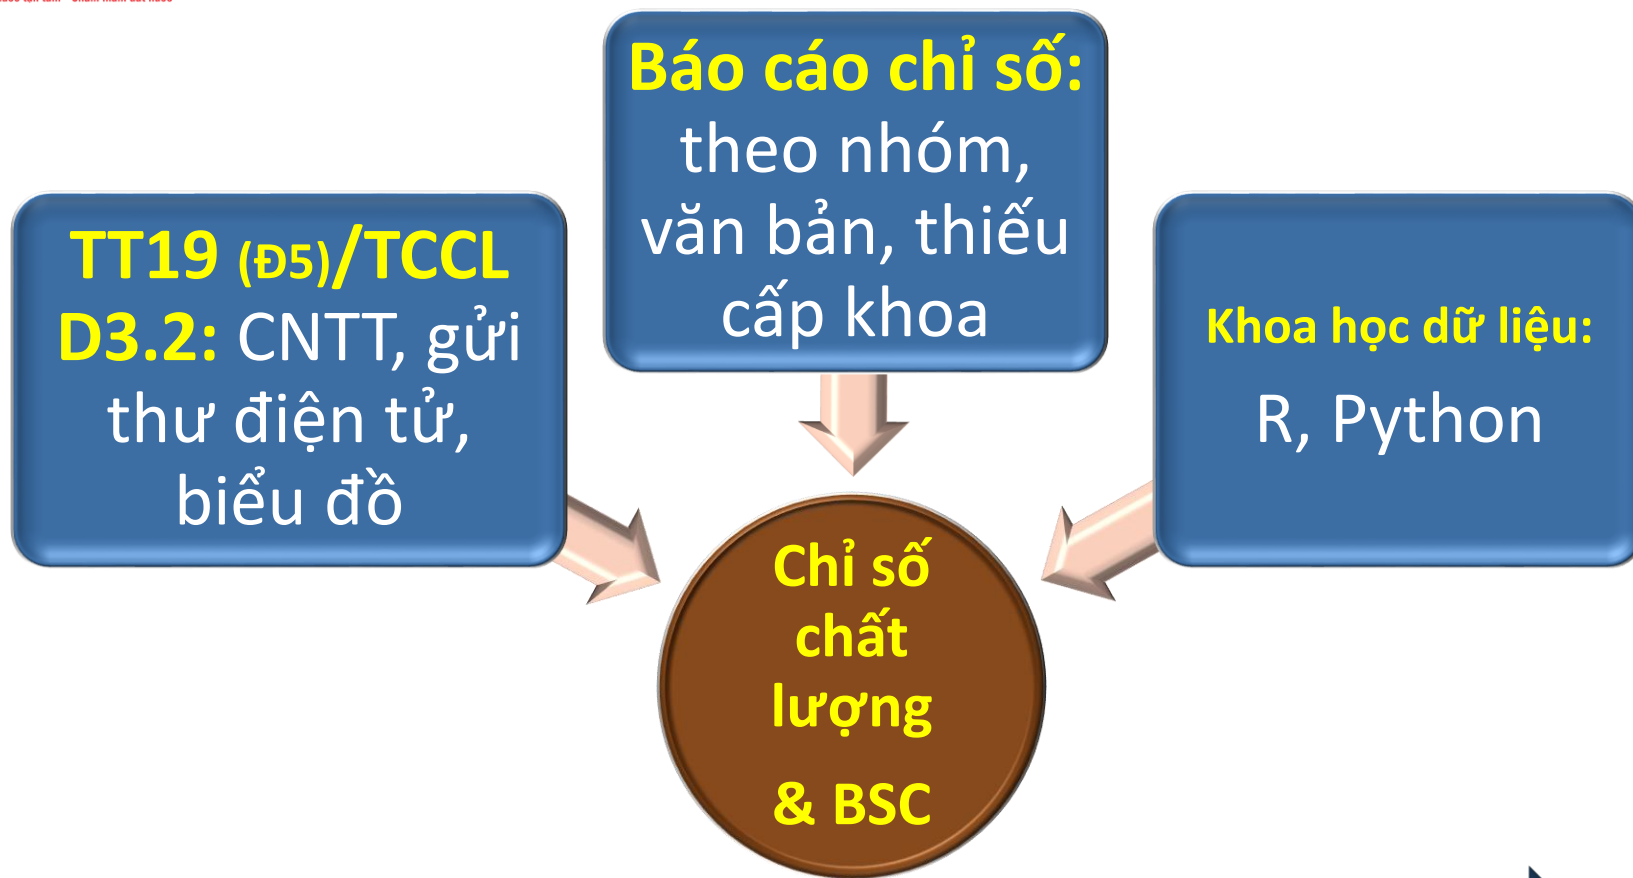 Báo cáo chỉ số:
theo nhóm,
văn bản, thiếu
cấp khoa
TT19 (Đ5)/TCCL
D3.2: CNTT, gửi
thư điện tử,
biểu đồ
Khoa học dữ liệu:
R, Python
Chỉ số
chất
lượng
& BSC